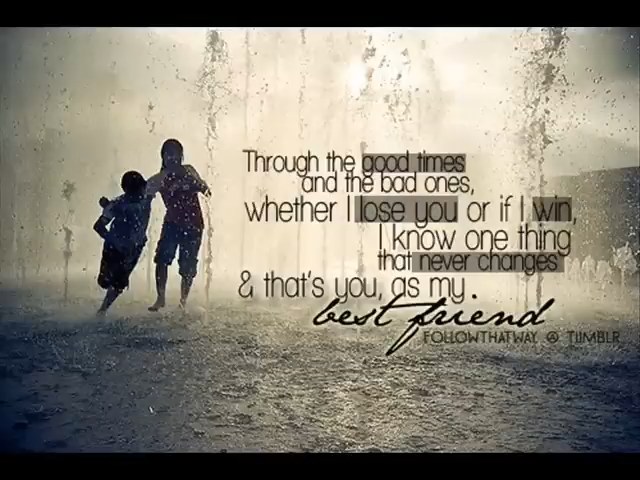 Through the good times
and the bad ones,
whether I lose you or if I win,
I know one thing
that never changes
& that's you, as my
best friend
FOLLOWTHATWAY @ TUMBLR